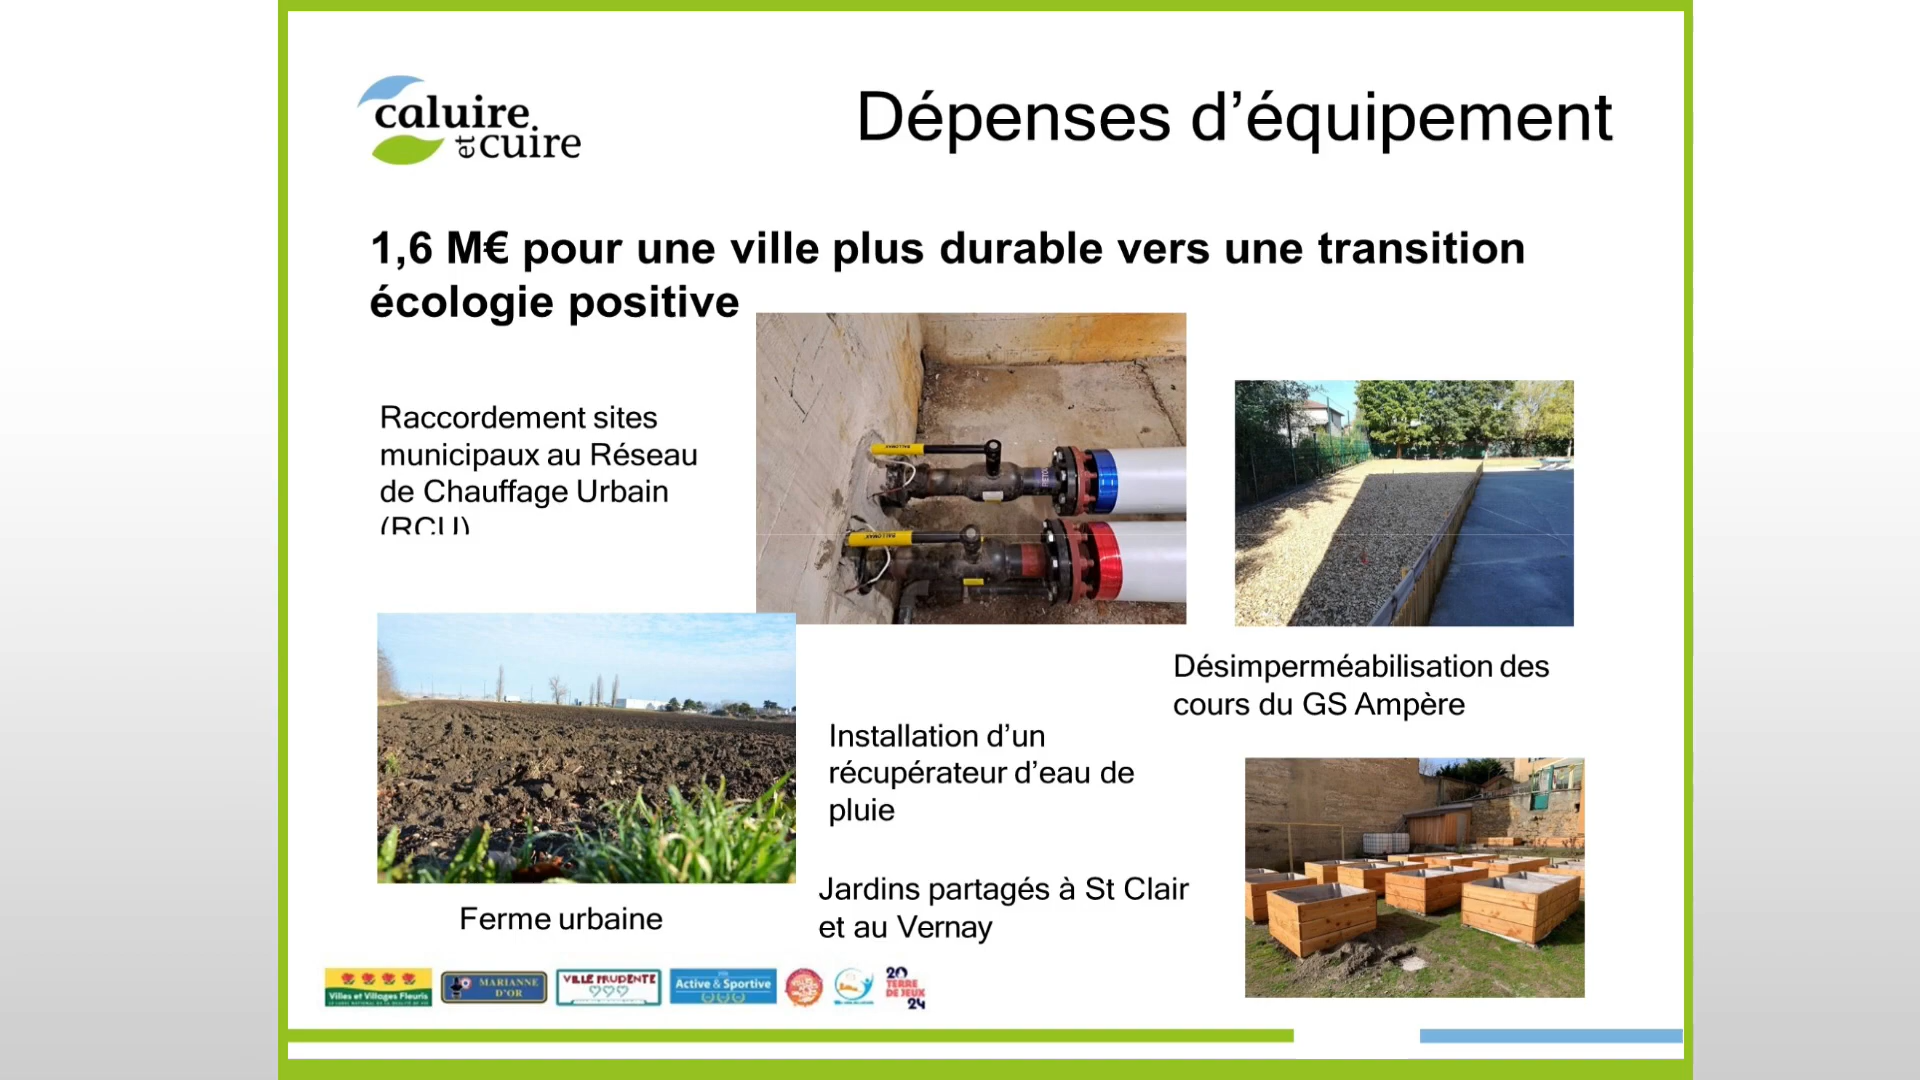 caluire
et cuire
Dépenses d’équipement
1,6 M€ pour une ville plus durable vers une transition
écologie positive
Raccordement sites
municipaux au Réseau
de Chauffage Urbain
(RCU)
Désimperméabilisation des
cours du GS Ampère
Installation d’un
récupérateur d’eau de
pluie
Ferme urbaine
Jardins partagés à St Clair
et au Vernay
Villes et Villages Fleuris
MARIANNE
D'OR
VILLE PRUDENTE
Active & Sportive
20
TERRE
DE JEUX
24